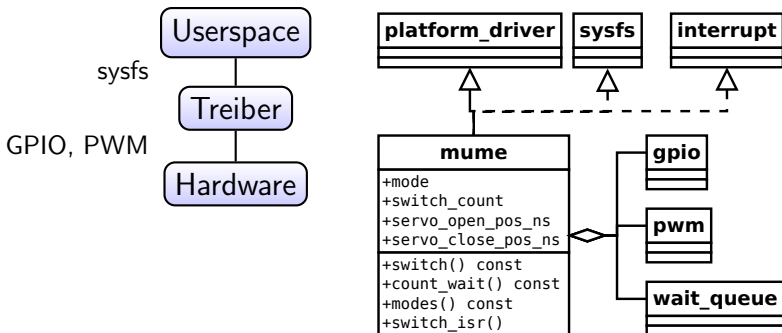 Userspace
sysfs
Treiber
GPIO, PWM
Hardware
platform_driver
sysfs
interrupt
mume
+mode
+switch_count
+servo_open_pos_ns
+servo_close_pos_ns
+switch() const
+count_wait() const
+modes() const
+switch_isr()
gpio
pwm
wait_queue